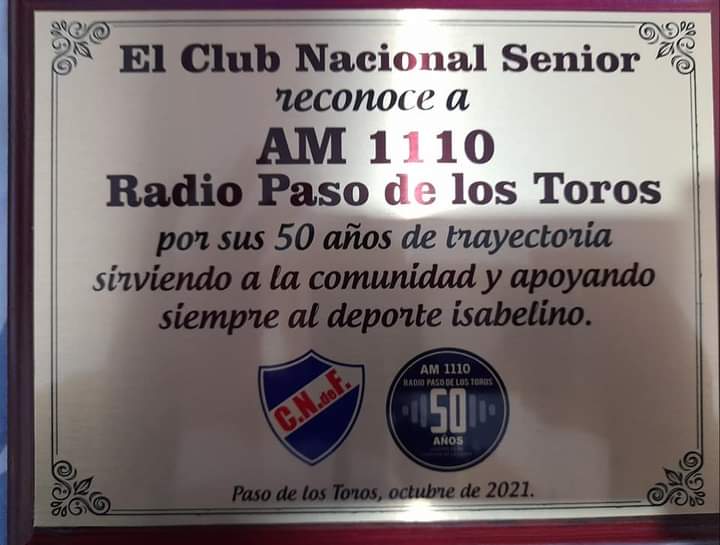 El Club Nacional Senior
reconoce a
AM 1110
Radio Paso de los Toros
por sus 50 años de trayectoria
sirviendo a la comunidad y apoyando
siempre al deporte isabelino.
C.N.deF.
AM 1110
RADIO PASO DE LOS TOROS
50
AÑOS
Paso de los Toros, octubre de 2021.